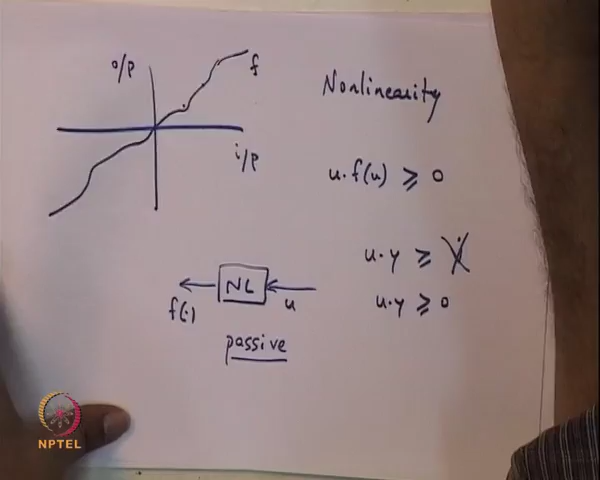 o/p
f
i/p
Nonlinearity
u·f(u) ⩾ 0
u·y ⩾
u·y ⩾ 0
NL
f(·)
u
passive
NPTEL